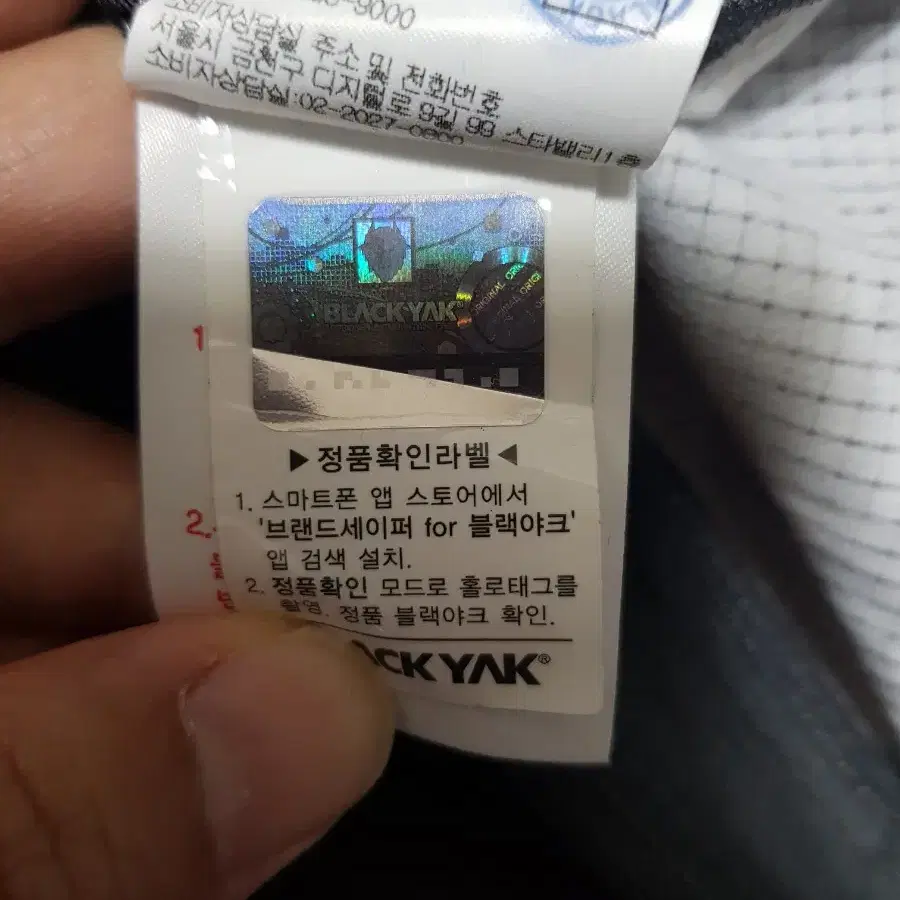 -9000
소비자상담실 주소 및 전화번호
서울시 금천구 디지털로 9길 99 스타밸리1층
소비자상담실:02-2027-0800
BLACKYAK
ORIGINAL
▶정품확인라벨◀
1. 스마트폰 앱 스토어에서
'브랜드세이퍼 for 블랙야크'
앱 검색 설치.
2. 정품확인 모드로 홀로태그를
촬영. 정품 블랙야크 확인.
ACK YAK®
1
2.